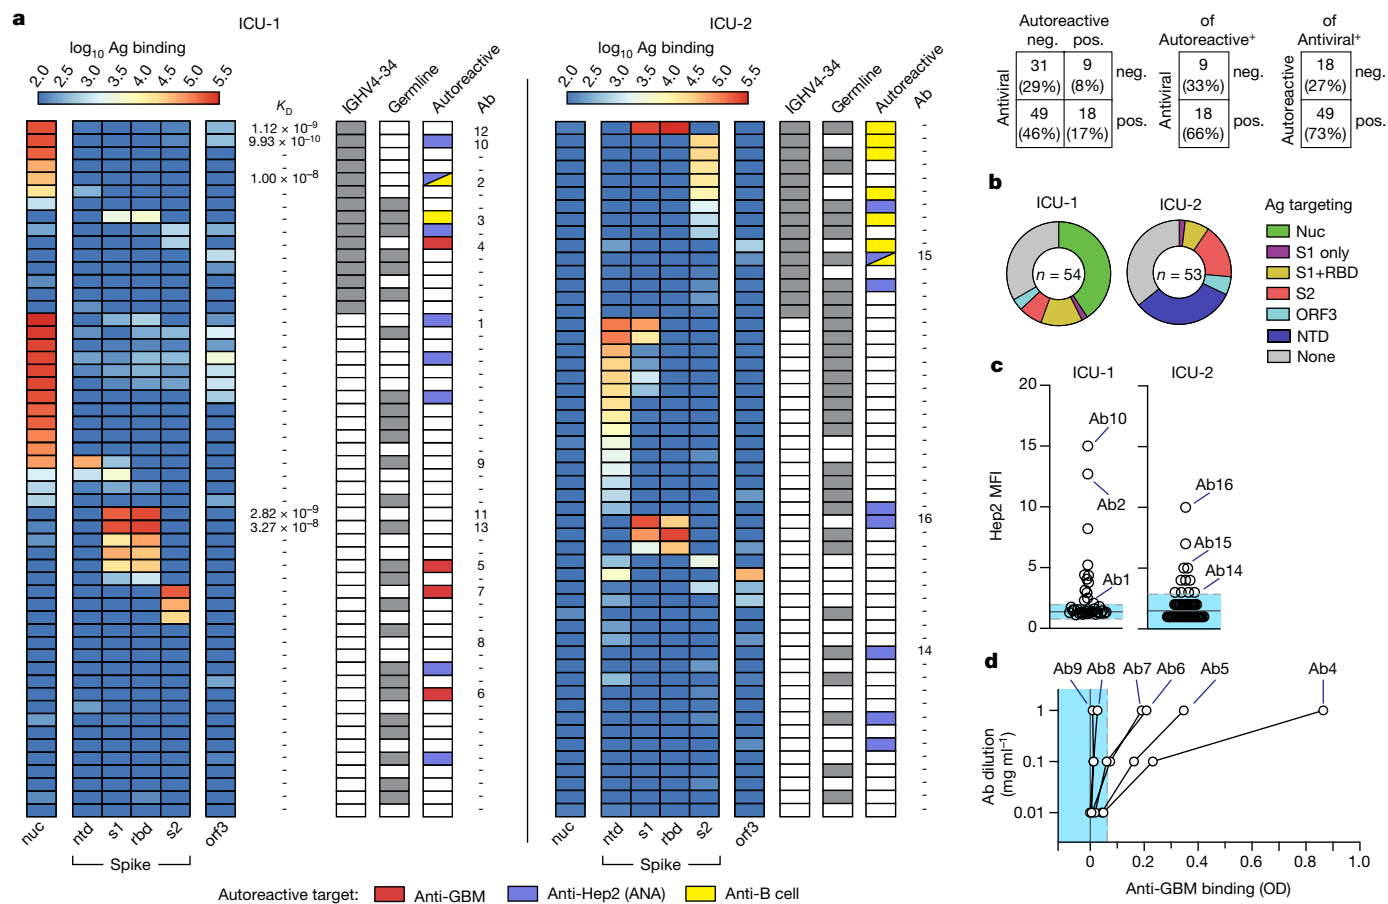 a
ICU-1
log10 Ag binding
2.0 2.5 3.0 3.5 4.0 4.5 5.0 5.5
KD
IGHV4-34
Germline
Autoreactive
Ab
1.12 × 10⁻⁹
9.93 × 10⁻¹⁰
-
-
1.00 × 10⁻⁸
2.82 × 10⁻⁹
3.27 × 10⁻⁸
12
10
-
2
-
3
4
1
9
11
13
5
7
8
6
nuc
ntd
s1
rbd
s2
orf3
Spike
ICU-2
log10 Ag binding
2.0 2.5 3.0 3.5 4.0 4.5 5.0 5.5
IGHV4-34
Germline
Autoreactive
Ab
15
16
14
nuc
ntd
s1
rbd
s2
orf3
Spike
Autoreactive target:
Anti-GBM
Anti-Hep2 (ANA)
Anti-B cell
Autoreactive
neg. pos.
Antiviral
31 (29%)
9 (8%)
neg.
49 (46%)
18 (17%)
pos.
of
Autoreactive⁺
Antiviral
9 (33%)
neg.
18 (66%)
pos.
of
Antiviral⁺
Autoreactive
18 (27%)
neg.
49 (73%)
pos.
b
ICU-1
n = 54
ICU-2
n = 53
Ag targeting
Nuc
S1 only
S1+RBD
S2
ORF3
NTD
None
c
ICU-1
ICU-2
Hep2 MFI
20
15
10
5
0
Ab10
Ab2
Ab1
Ab16
Ab15
Ab14
d
Ab9 Ab8 Ab7 Ab6 Ab5 Ab4
Ab dilution
(mg ml⁻¹)
1
0.1
0.01
0 0.2 0.4 0.6 0.8 1.0
Anti-GBM binding (OD)